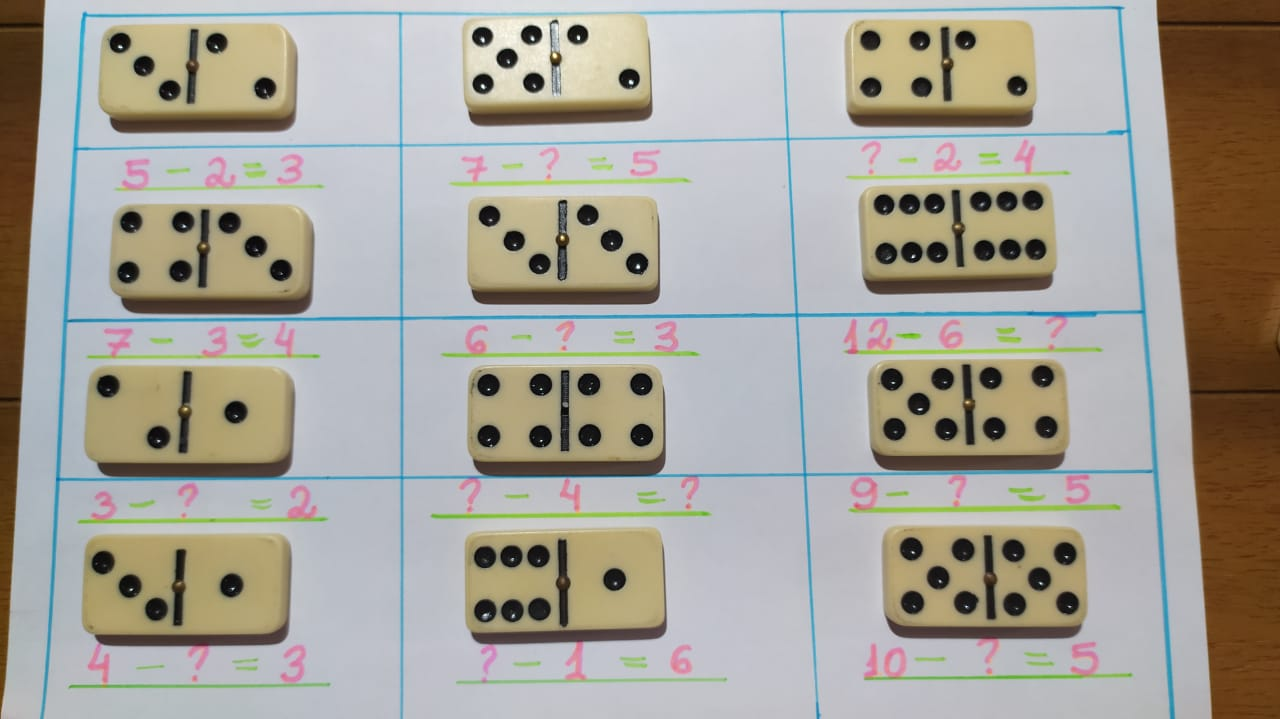 5 - 2 = 3
7 - ? = 5
? - 2 = 4
7 - 3 = 4
6 - ? = 3
12 - 6 = ?
3 - ? = 2
? - 4 = ?
9 - ? = 5
4 - ? = 3
? - 1 = 6
10 - ? = 5